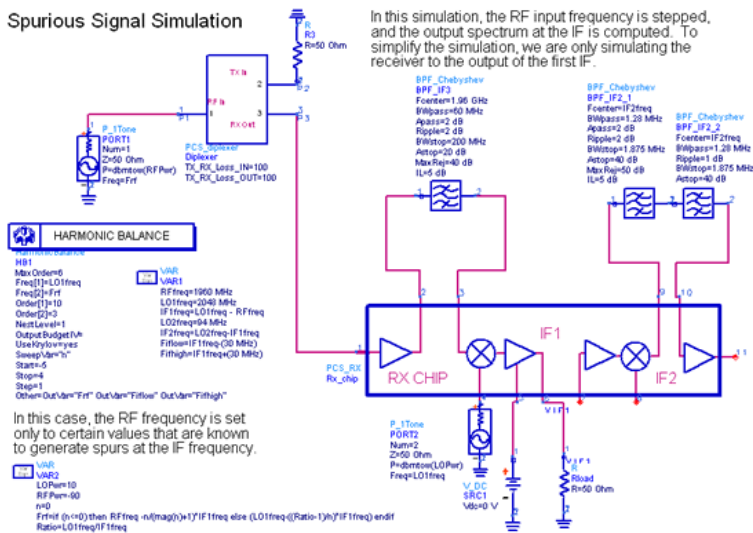 Spurious Signal Simulation
In this simulation, the RF input frequency is stepped,
and the output spectrum at the IF is computed. To
simplify the simulation, we are only simulating the
receiver to the output of the first IF.
R
R3
R=50 Ohm
TX In
2
RF In
1
3
RX Out
PCS_diplexer
Diplexer
TX_RX_Loss_IN=100
TX_RX_Loss_OUT=100
P_1Tone
PORT1
Num=1
Z=50 Ohm
P=dbmtow(RFPwr)
Freq=Frf
BPF_Chebyshev
BPF_IF3
Fcenter=1.96 GHz
BWpass=60 MHz
Apass=2 dB
Ripple=2 dB
BWstop=200 MHz
Astop=20 dB
MaxRej=40 dB
IL=5 dB
BPF_Chebyshev
BPF_IF2_1
Fcenter=IF2freq
BWpass=1.28 MHz
Apass=2 dB
Ripple=2 dB
BWstop=1.875 MHz
Astop=40 dB
MaxRej=50 dB
IL=5 dB
BPF_Chebyshev
BPF_IF2_2
Fcenter=IF2freq
BWpass=1.28 MHz
Ripple=1 dB
BWstop=1.875 MHz
Astop=40 dB
HARMONIC BALANCE
HarmonicBalance
HB1
MaxOrder=6
Freq[1]=LO1freq
Freq[2]=Frf
Order[1]=10
Order[2]=3
NestLevel=1
UseKrylov=yes
SweepVar="n"
Start=-5
Stop=4
Step=1
Other=OutVar="Frf" OutVar="Fiflow" OutVar="Fifhigh"
VAR
VAR1
RFfreq=1960 MHz
LO1freq=2048 MHz
IF1freq=LO1freq - RFfreq
LO2freq=94 MHz
IF2freq=LO2freq-IF1freq
Fiflow=IF1freq-(30 MHz)
Fifhigh=IF1freq+(30 MHz)
PCS_RX
Rx_chip
RX CHIP
IF1
IF2
2
3
9
10
11
P_1Tone
PORT2
Num=2
Z=50 Ohm
P=dbmtow(LOPwr)
Freq=LO1freq
V_DC
SRC1
Vdc=0 V
VIF1
VIF1
R
Rload
R=50 Ohm
In this case, the RF frequency is set
only to certain values that are known
to generate spurs at the IF frequency.
VAR
VAR2
LOPwr=10
RFPwr=-90
n=0
Frf=if (n<=0) then RFfreq -n/(mag(n)+1)*IF1freq else (LO1freq-((Ratio-1)/n)*IF1freq) endif
Ratio=LO1freq/IF1freq